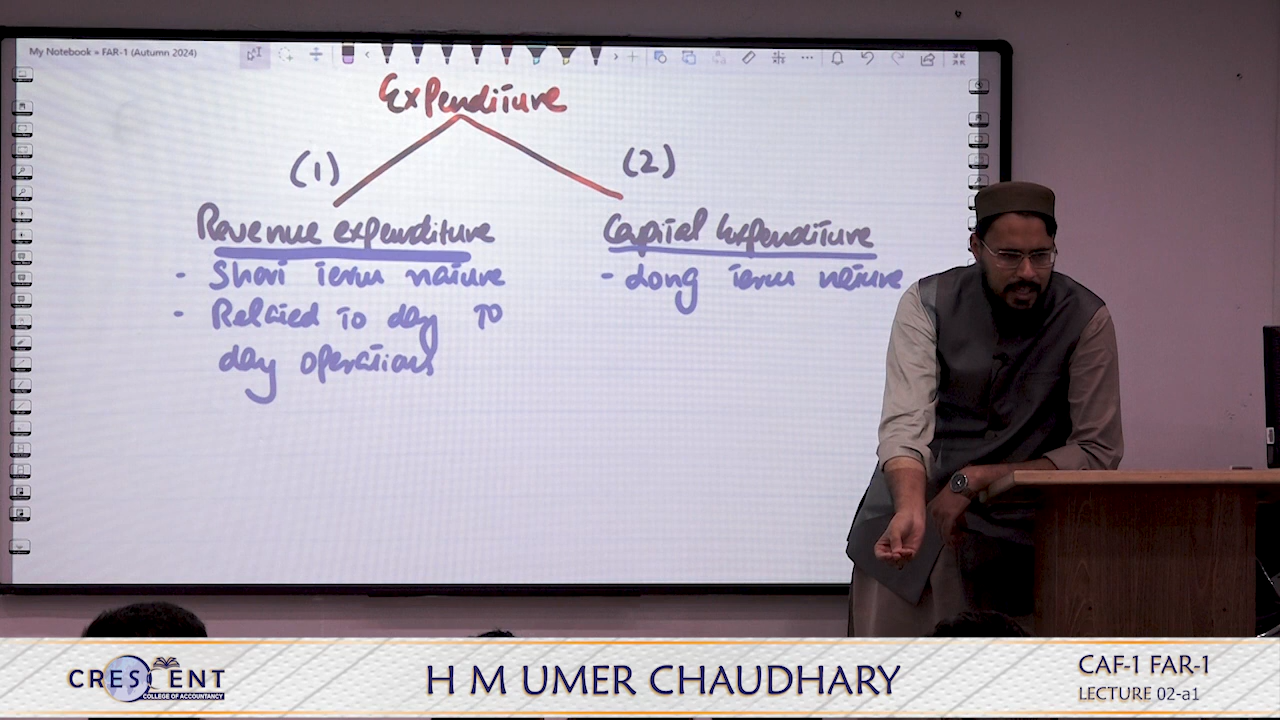 My Notebook » FAR-1 (Autumn 2024)
Expenditure
(1)
(2)
Revenue expenditure
Capital Expenditure
- Short term nature
- Long term nature
- Related to day to
day operations
CRESCENT
COLLEGE OF ACCOUNTANCY
H M UMER CHAUDHARY
CAF-1 FAR-1
LECTURE 02-a1